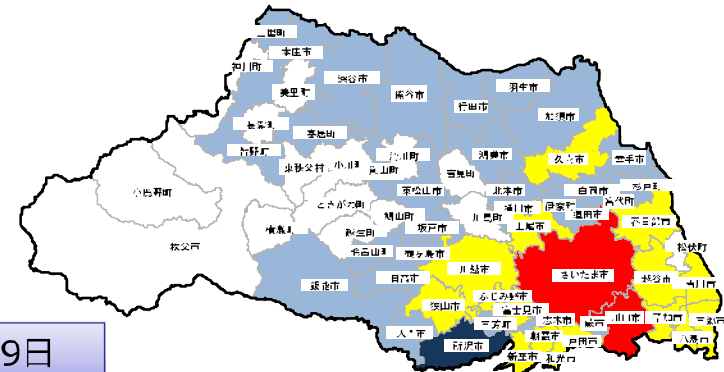 上里町
本庄市
神川町
深谷市
美里町
熊谷市
羽生市
行田市
加須市
長瀞町
寄居町
皆野町
東秩父村
小川町
滑川町
嵐山町
吉見町
鴻巣市
久喜市
幸手市
小鹿野町
東松山市
北本市
白岡市
杉戸町
宮代町
ときがわ町
鳩山町
川島町
桶川市
伊奈町
蓮田市
春日部市
上尾市
秩父市
横瀬町
越生町
坂戸市
毛呂山町
鶴ヶ島市
松伏町
川越市
さいたま市
越谷市
吉川市
飯能市
日高市
狭山市
ふじみ野市
富士見市
三芳町
志木市
蕨市
川口市
草加市
三郷市
入間市
所沢市
朝霞市
戸田市
八潮市
新座市
和光市
9日